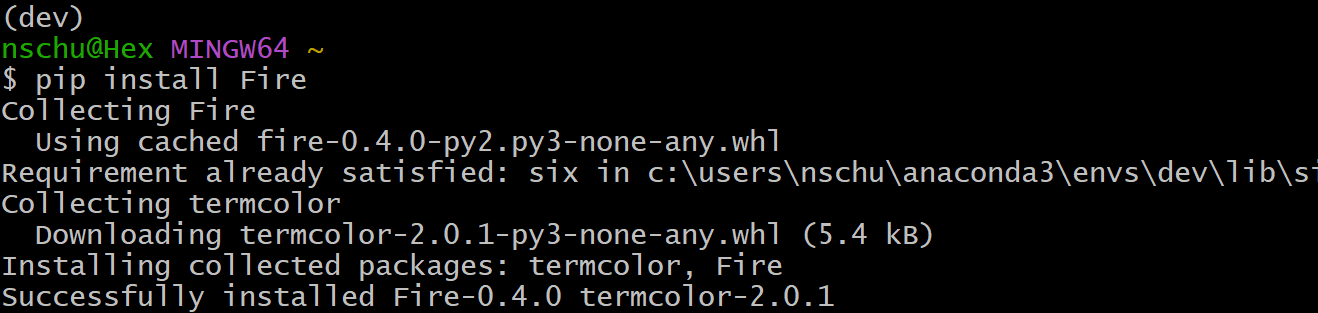 (dev)
nschu@Hex MINGW64 ~
$ pip install Fire
Collecting Fire
  Using cached fire-0.4.0-py2.py3-none-any.whl
Requirement already satisfied: six in c:\users\nschu\anaconda3\envs\dev\lib\si
Collecting termcolor
  Downloading termcolor-2.0.1-py3-none-any.whl (5.4 kB)
Installing collected packages: termcolor, Fire
Successfully installed Fire-0.4.0 termcolor-2.0.1